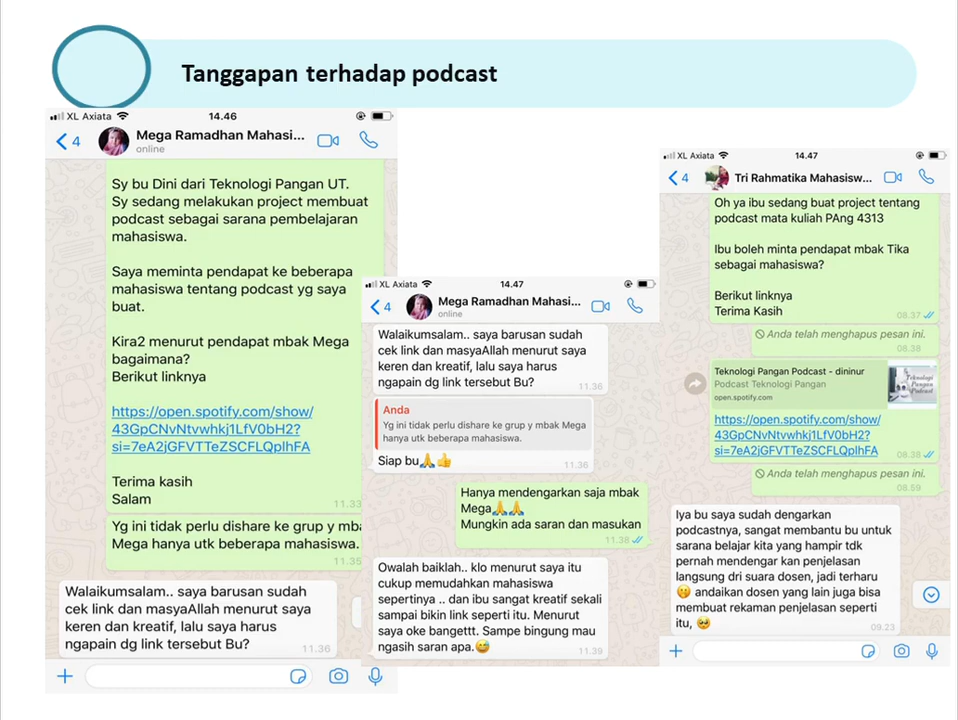 Tanggapan terhadap podcast
XL Axiata
14.46
4
Mega Ramadhan Mahasi...
online
Sy bu Dini dari Teknologi Pangan UT.
Sy sedang melakukan project membuat
podcast sebagai sarana pembelajaran
mahasiswa.
Saya meminta pendapat ke beberapa
mahasiswa tentang podcast yg saya
buat.
Kira2 menurut pendapat mbak Mega
bagaimana?
Berikut linknya
https://open.spotify.com/show/
43GpCNvNtvwhkj1LfV0bH2?
si=7eA2jGFVTTeZSCFLQplhFA
Terima kasih
Salam
11.33
Yg ini tidak perlu dishare ke grup y mba
Mega hanya utk beberapa mahasiswa.
11.35
Walaikumsalam.. saya barusan sudah
cek link dan masyaAllah menurut saya
keren dan kreatif, lalu saya harus
ngapain dg link tersebut Bu?
11.36
XL Axiata
14.47
4
Mega Ramadhan Mahasi...
online
Walaikumsalam.. saya barusan sudah
cek link dan masyaAllah menurut saya
keren dan kreatif, lalu saya harus
ngapain dg link tersebut Bu?
11.36
Anda
Yg ini tidak perlu dishare ke grup y mbak Mega
hanya utk beberapa mahasiswa.
Siap bu🙏👍
11.36
Hanya mendengarkan saja mbak
Mega🙏🙏
Mungkin ada saran dan masukan
11.38
Owalah baiklah.. klo menurut saya itu
cukup memudahkan mahasiswa
sepertinya .. dan ibu sangat kreatif sekali
sampai bikin link seperti itu. Menurut
saya oke bangettt. Sampe bingung mau
ngasih saran apa.😅
11.39
XL Axiata
14.47
4
Tri Rahmatika Mahasisw...
Oh ya ibu sedang buat project tentang
podcast mata kuliah PAng 4313
Ibu boleh minta pendapat mbak Tika
sebagai mahasiswa?
Berikut linknya
Terima Kasih
08.37
Anda telah menghapus pesan ini.
08.38
Teknologi Pangan Podcast - dininur
Podcast Teknologi Pangan
open.spotify.com
Teknologi
Pangan
Podcast
https://open.spotify.com/show/
43GpCNvNtvwhkj1LfV0bH2?
si=7eA2jGFVTTeZSCFLQplhFA
08.38
Anda telah menghapus pesan ini.
08.59
Iya bu saya sudah dengarkan
podcastnya, sangat membantu bu untuk
sarana belajar kita yang hampir tdk
pernah mendengar kan penjelasan
langsung dri suara dosen, jadi terharu
🤭 andaikan dosen yang lain juga bisa
membuat rekaman penjelasan seperti
itu, 🥺
09.23